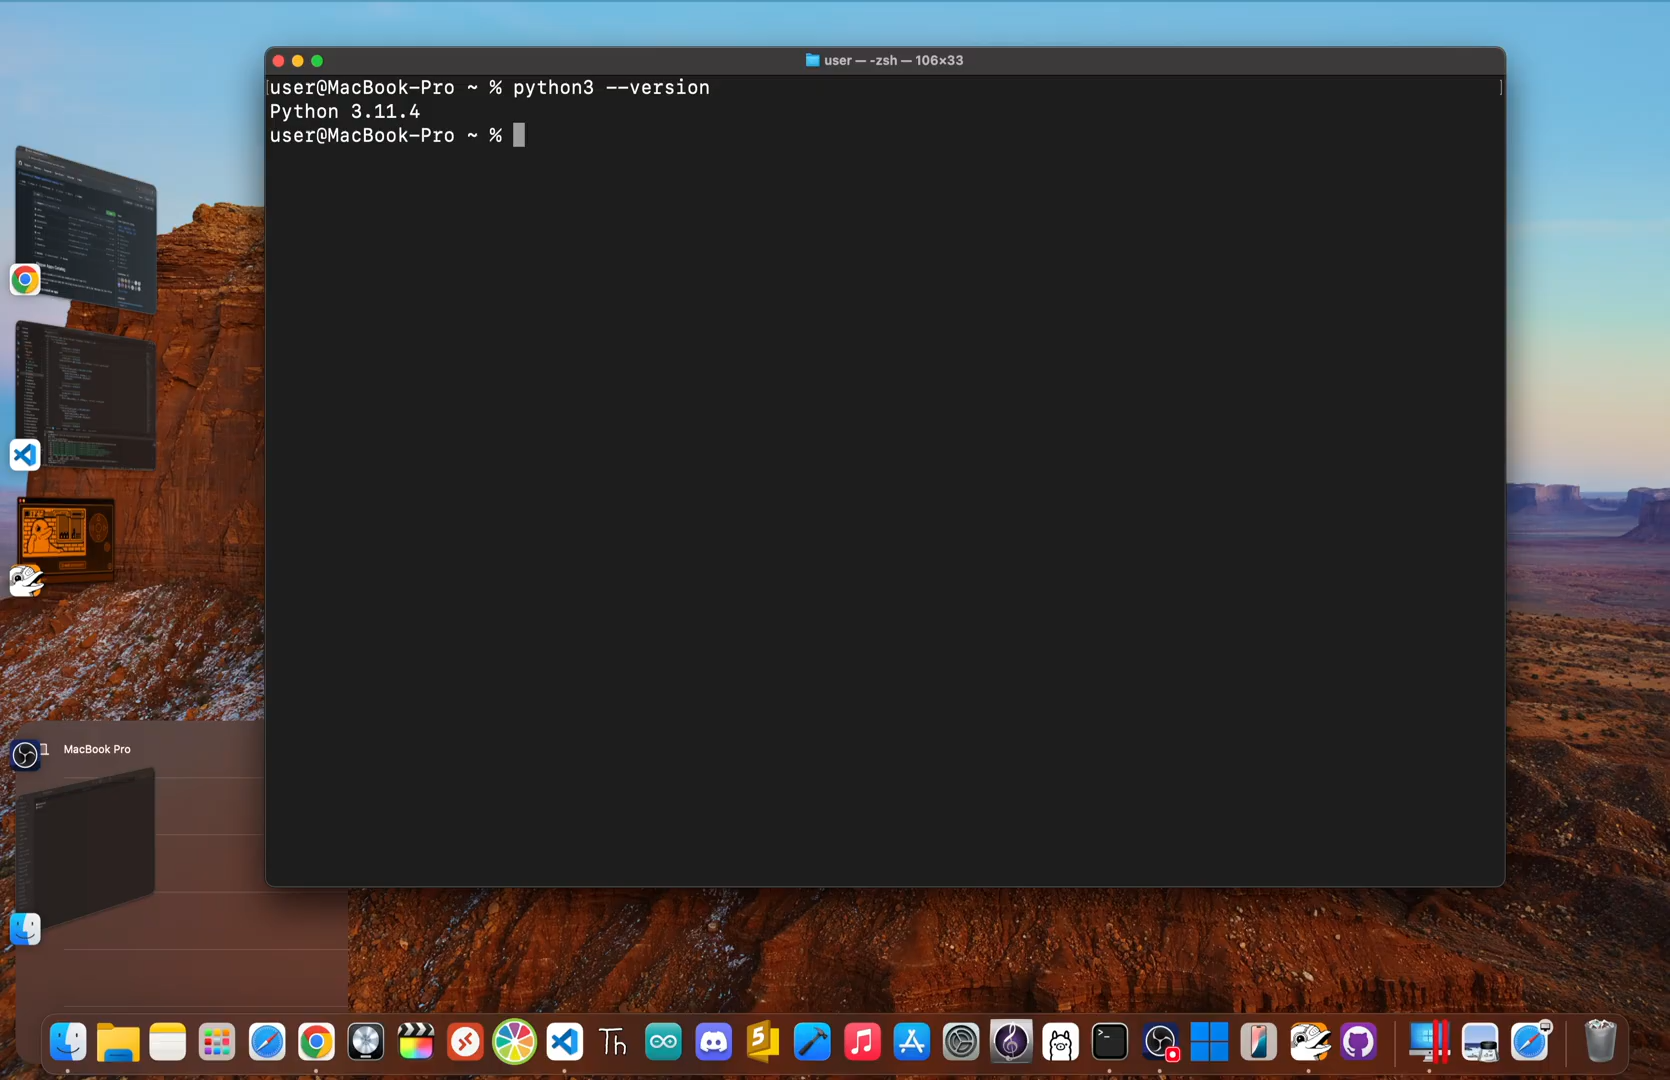 user — -zsh — 106×33
user@MacBook-Pro ~ % python3 --version
Python 3.11.4
user@MacBook-Pro ~ %
MacBook Pro